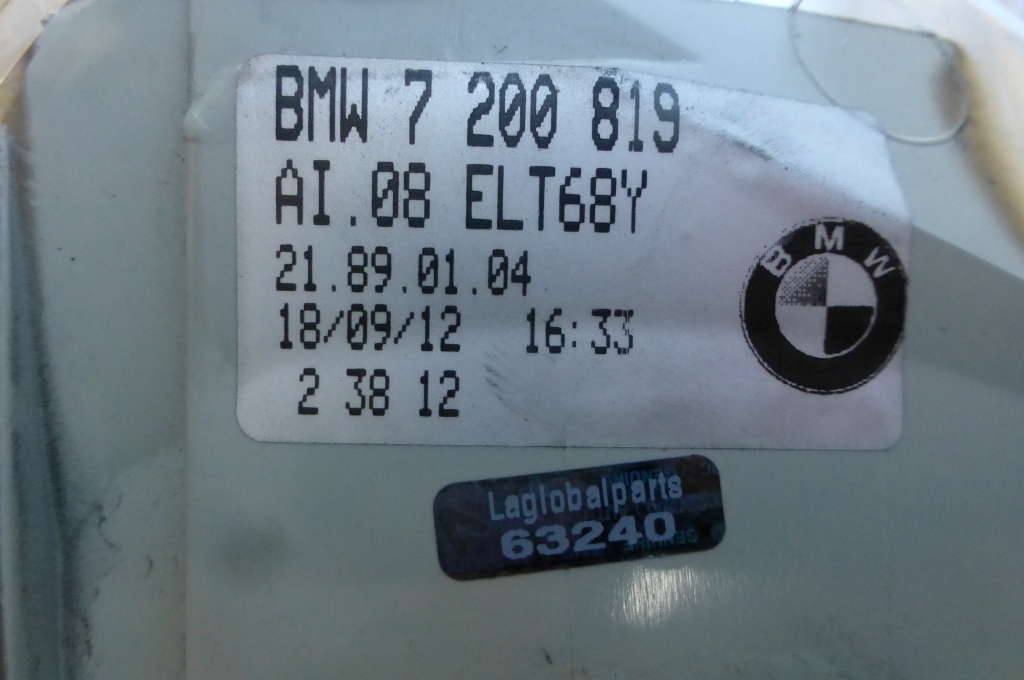 BMW 7 200 819
AI.08 ELT68Y
21.89.01.04
18/09/12 16:33
2 38 12
BMW
Laglobalparts
63240